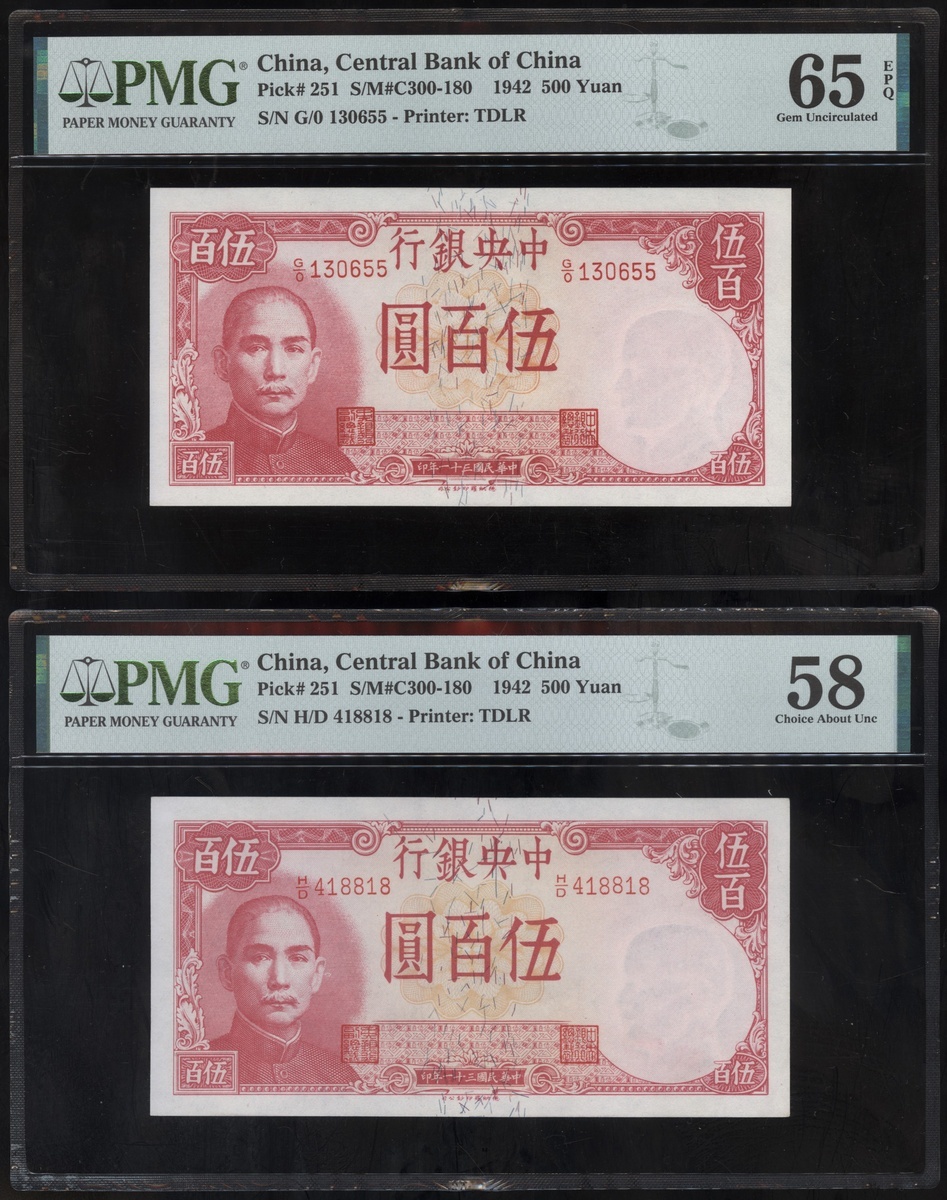 PMG®
PAPER MONEY GUARANTY
China, Central Bank of China
Pick# 251 S/M#C300-180 1942 500 Yuan
S/N G/0 130655 - Printer: TDLR
65
EPQ
Gem Uncirculated
百伍
行銀央中
伍百
G/0 130655
G/0 130655
圓百伍
印年一十三國民華中
百伍
百伍
PMG®
PAPER MONEY GUARANTY
China, Central Bank of China
Pick# 251 S/M#C300-180 1942 500 Yuan
S/N H/D 418818 - Printer: TDLR
58
Choice About Unc
百伍
行銀央中
伍百
H/D 418818
H/D 418818
圓百伍
印年一十三國民華中
百伍
百伍